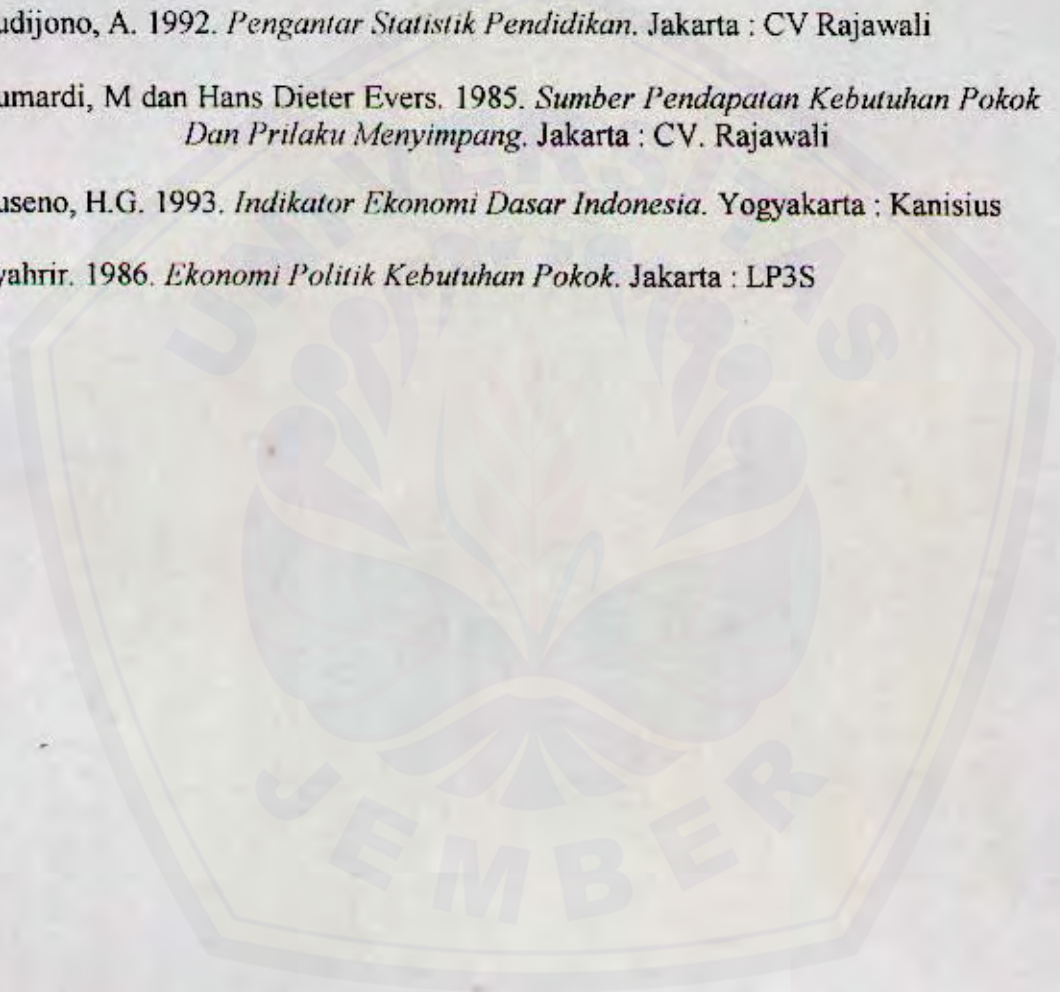 udijono, A. 1992. Pengantar Statistik Pendidikan. Jakarta : CV Rajawali
umardi, M dan Hans Dieter Evers. 1985. Sumber Pendapatan Kebutuhan Pokok
Dan Prilaku Menyimpang. Jakarta : CV. Rajawali
useno, H.G. 1993. Indikator Ekonomi Dasar Indonesia. Yogyakarta : Kanisius
yahrir. 1986. Ekonomi Politik Kebutuhan Pokok. Jakarta : LP3S
UNIVERSITAS
JEMBER